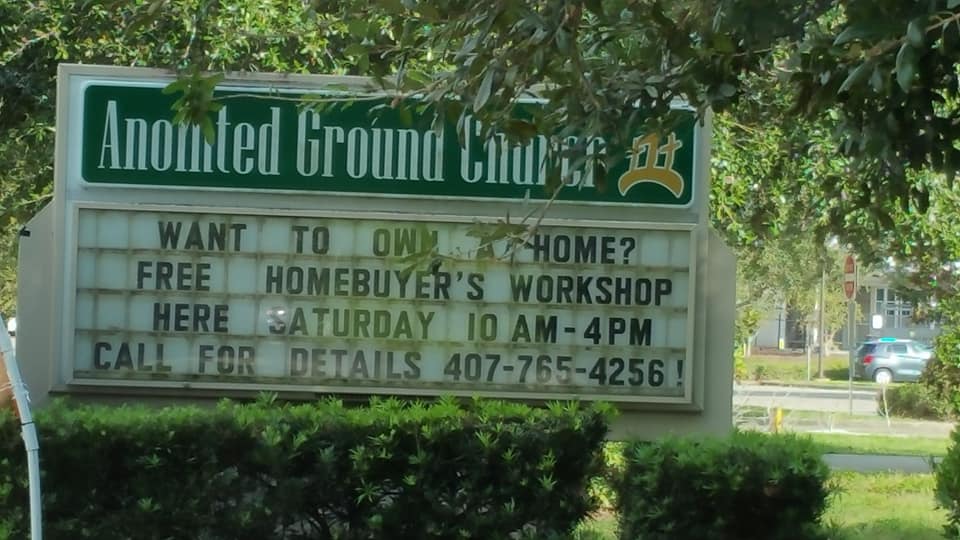 Anointed Ground Church
WANT TO OWN A HOME?
FREE HOMEBUYER'S WORKSHOP
HERE SATURDAY 10 AM-4PM
CALL FOR DETAILS 407-765-4256!